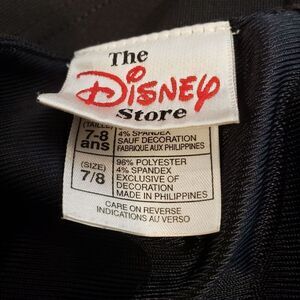 The
Disney
Store
(TAILLE)
7-8
ans
4% SPANDEX
SAUF DECORATION
FABRIQUE AUX PHILIPPINES
(SIZE)
7/8
96% POLYESTER
4% SPANDEX
EXCLUSIVE OF
DECORATION
MADE IN PHILIPPINES
CARE ON REVERSE
INDICATIONS AU VERSO